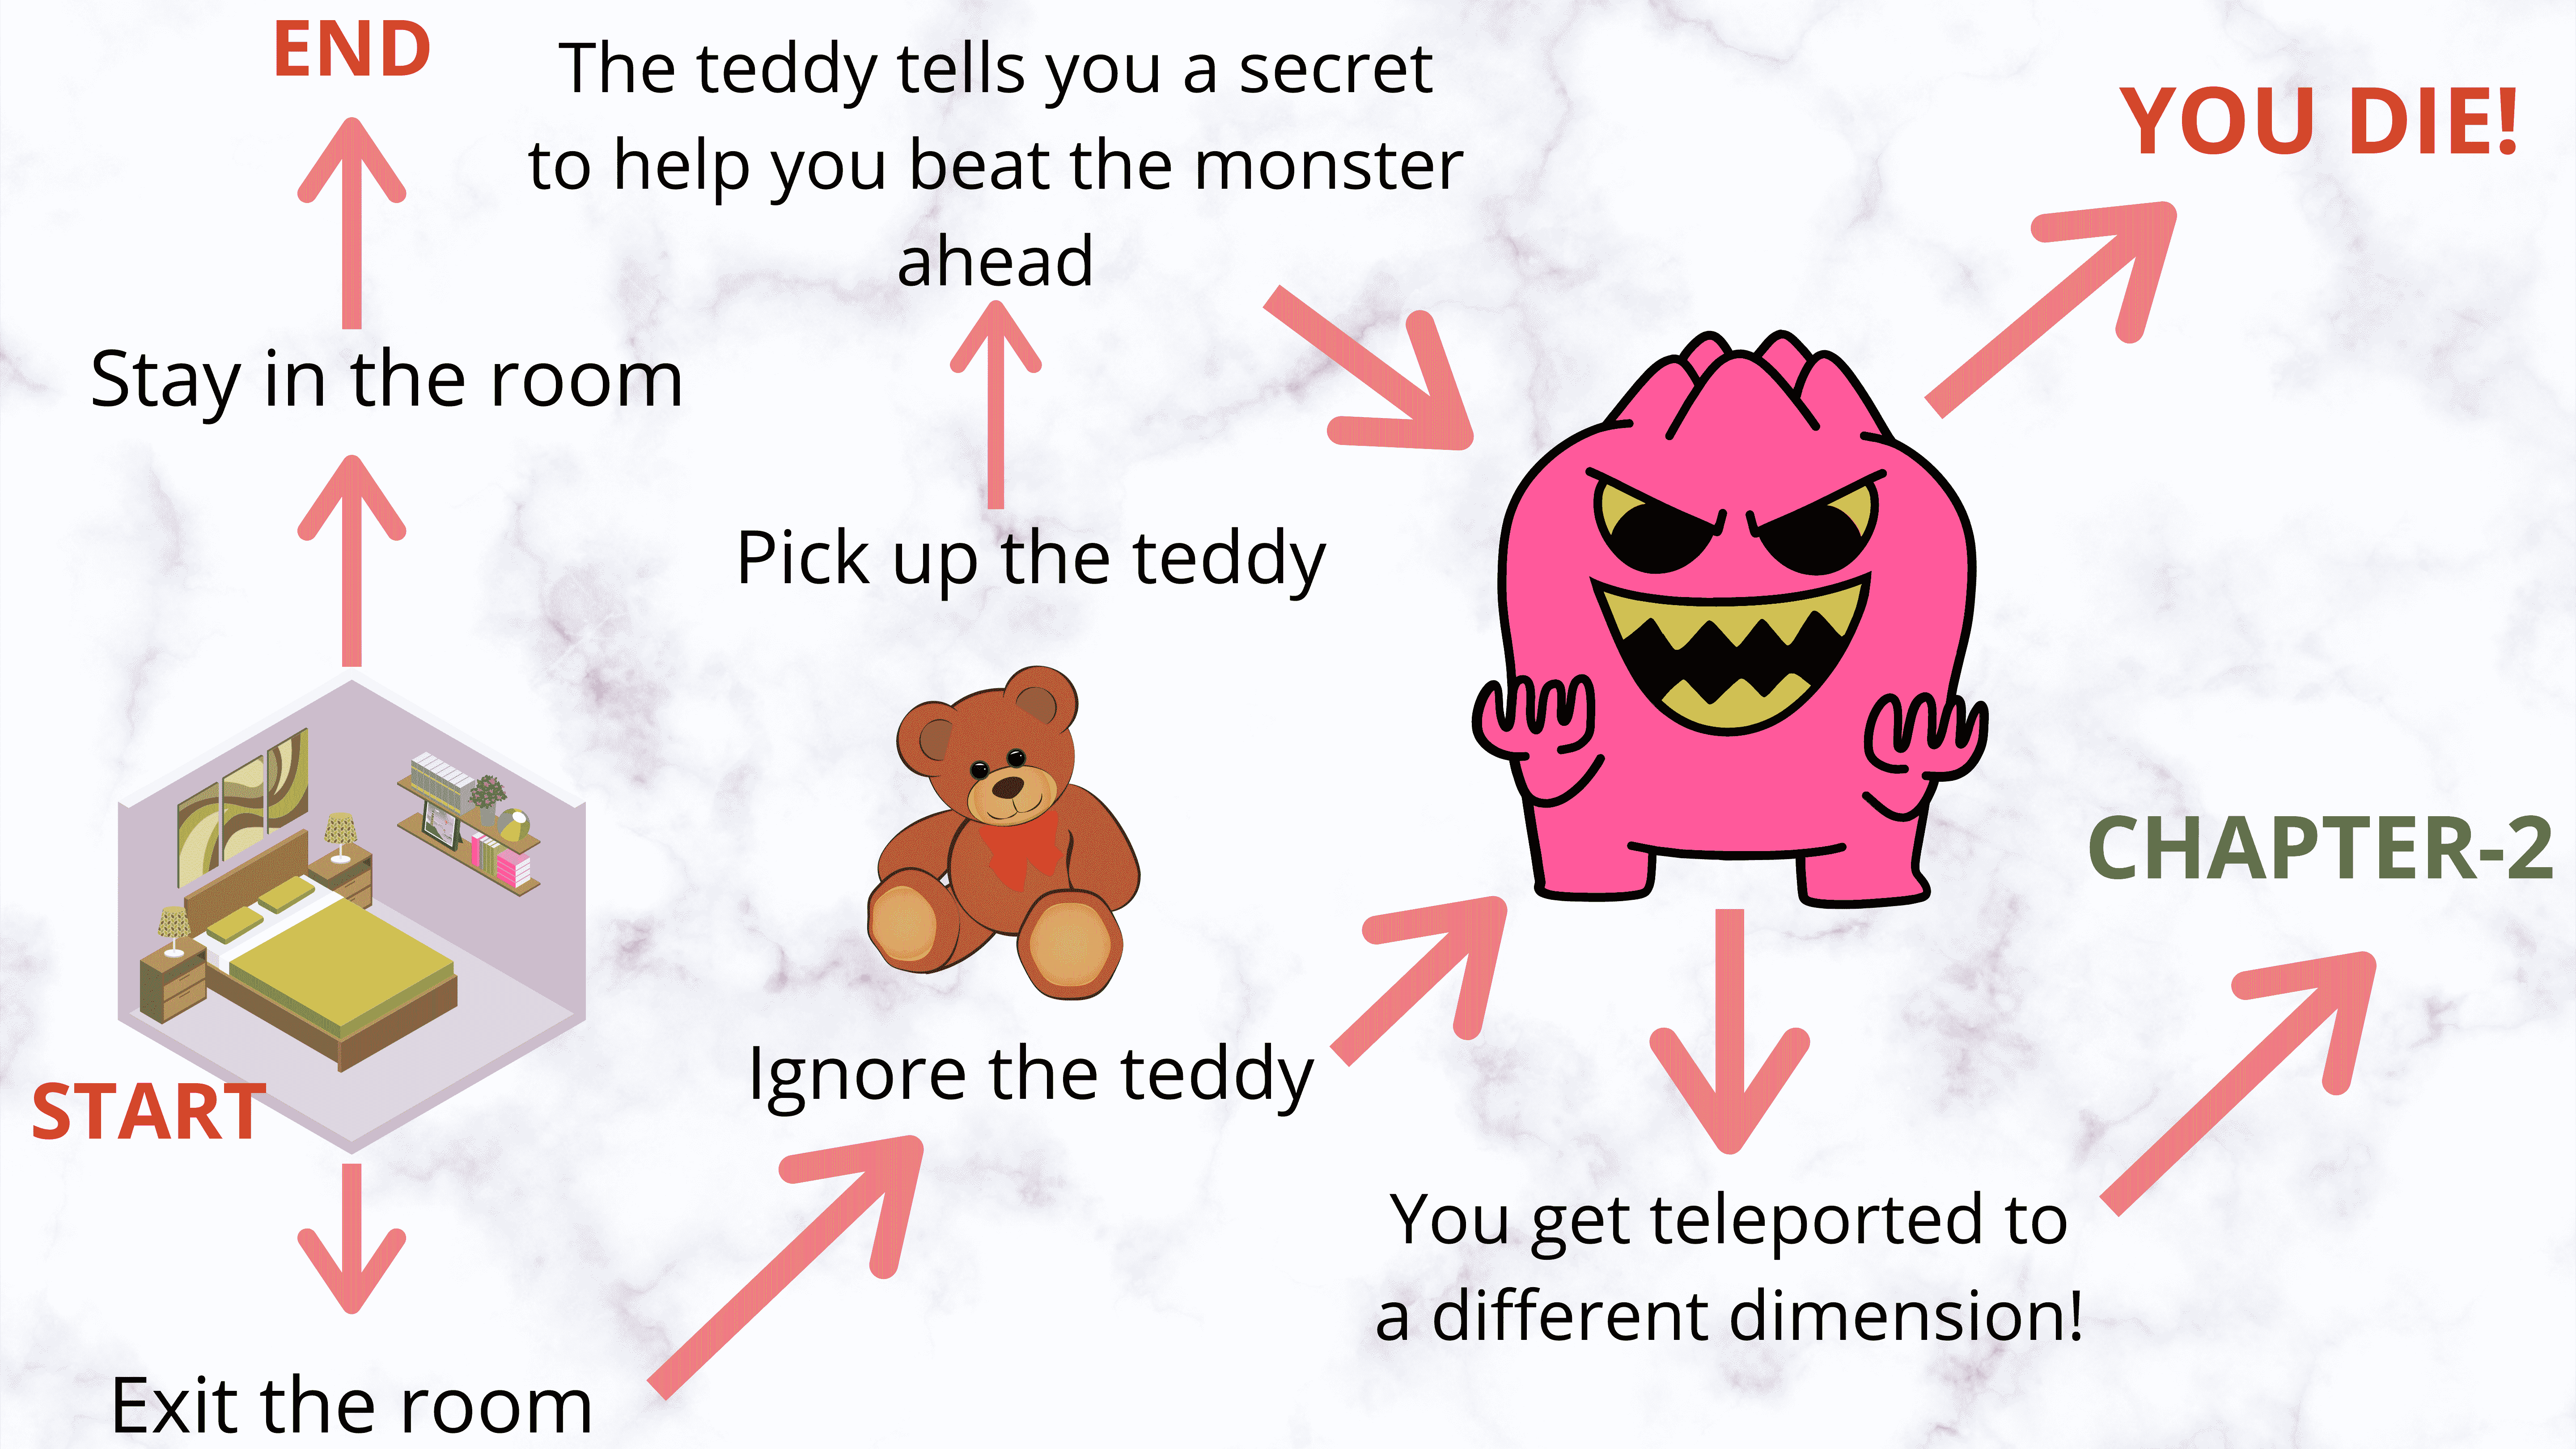 END
The teddy tells you a secret
to help you beat the monster
ahead
YOU DIE!
Stay in the room
Pick up the teddy
CHAPTER-2
Ignore the teddy
START
You get teleported to
a different dimension!
Exit the room